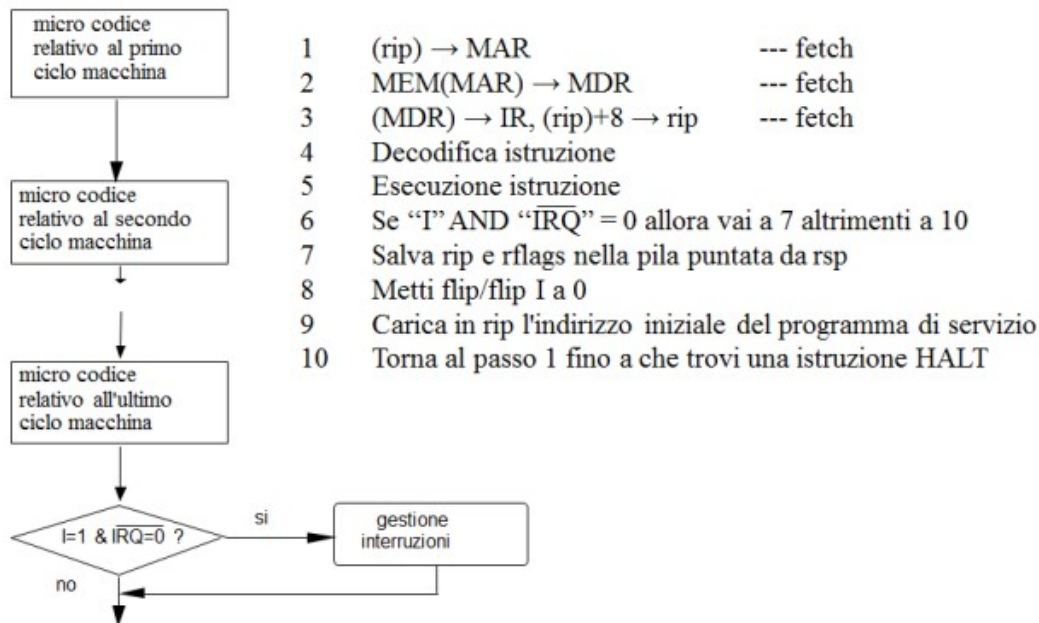 micro codice
relativo al primo
ciclo macchina
micro codice
relativo al secondo
ciclo macchina
micro codice
relativo all'ultimo
ciclo macchina
I=1 & I̅R̅Q̅=̅0̅ ?
si
no
gestione
interruzioni
1 (rip) → MAR --- fetch
2 MEM(MAR) → MDR --- fetch
3 (MDR) → IR, (rip)+8 → rip --- fetch
4 Decodifica istruzione
5 Esecuzione istruzione
6 Se “I” AND “I̅R̅Q̅” = 0 allora vai a 7 altrimenti a 10
7 Salva rip e rflags nella pila puntata da rsp
8 Metti flip/flip I a 0
9 Carica in rip l'indirizzo iniziale del programma di servizio
10 Torna al passo 1 fino a che trovi una istruzione HALT